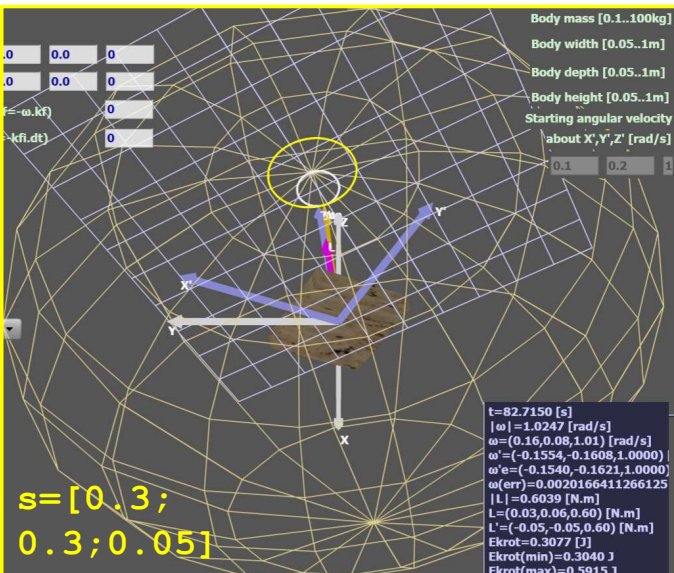 Body mass [0.1..100kg]
Body width [0.05..1m]
.0 0.0 0
Body depth [0.05..1m]
.0 0.0 0
Body height [0.05..1m]
f=-ω.kf) 0
Starting angular velocity
-kfi.dt) 0
about X',Y',Z' [rad/s]
0.1 0.2 1
Z
Y'
L
X'
Y
X
t=82.7150 [s]
|ω|=1.0247 [rad/s]
ω=(0.16,0.08,1.01) [rad/s]
ω'=(-0.1554,-0.1608,1.0000)
ω'e=(-0.1540,-0.1621,1.0000)
ω(err)=0.0020166411266125
|L|=0.6039 [N.m]
L=(0.03,0.06,0.60) [N.m]
L'=(-0.05,-0.05,0.60) [N.m]
Ekrot=0.3077 [J]
Ekrot(min)=0.3040 J
Ekrot(max)=0.5915 J
s=[0.3;
0.3;0.05]